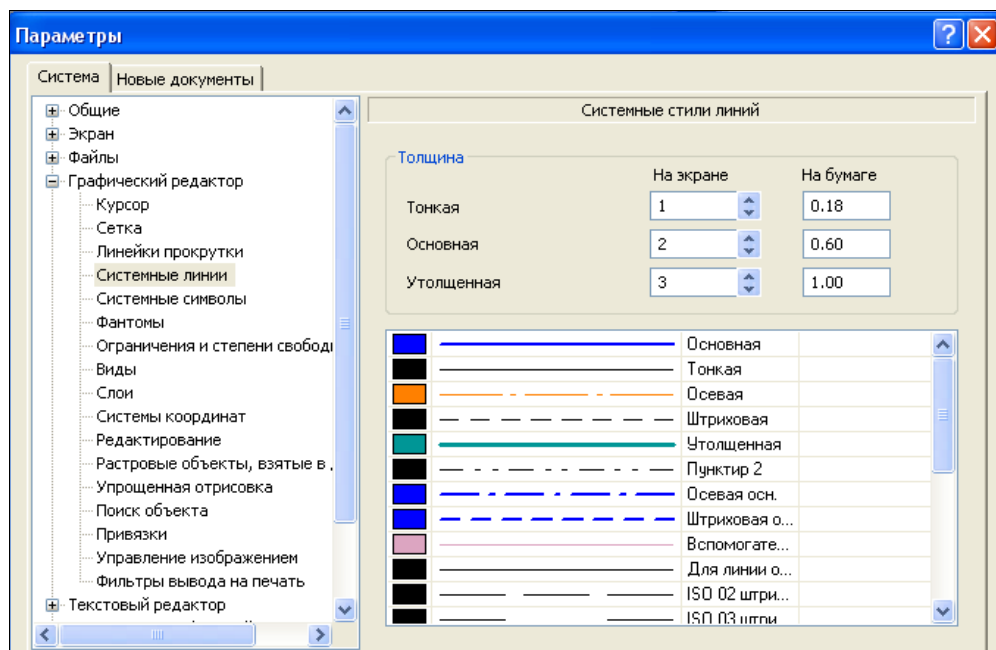 Параметры
Система
Новые документы
Общие
Экран
Файлы
Графический редактор
Курсор
Сетка
Линейки прокрутки
Системные линии
Системные символы
Фантомы
Ограничения и степени свободы
Виды
Слои
Системы координат
Редактирование
Растровые объекты, взятые в
Упрощенная отрисовка
Поиск объекта
Привязки
Управление изображением
Фильтры вывода на печать
Текстовый редактор
Системные стили линий
Толщина
На экране На бумаге
Тонкая 1 0.18
Основная 2 0.60
Утолщенная 3 1.00
Основная
Тонкая
Осевая
Штриховая
Утолщенная
Пунктир 2
Осевая осн.
Штриховая о...
Вспомогате...
Для линии о...
ISO 02 штри...
ISO 03 штри